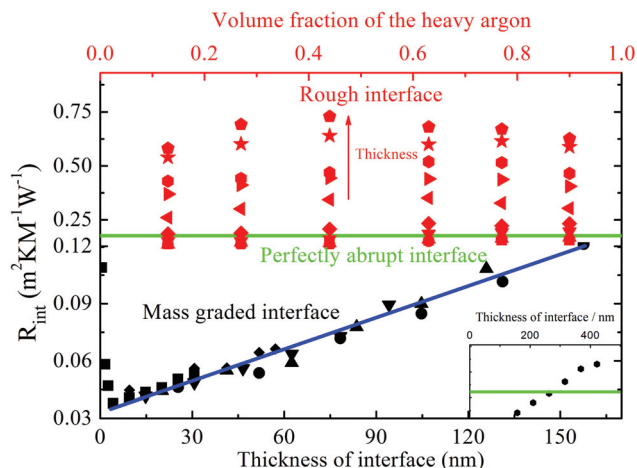 Volume fraction of the heavy argon
0.0 0.2 0.4 0.6 0.8 1.0
Rough interface
Thickness
Perfectly abrupt interface
Mass graded interface
R_int (m²KM⁻¹W⁻¹)
0.75
0.50
0.25
0.12
0.09
0.06
0.03
Thickness of interface / nm
0 200 400
0 30 60 90 120 150
Thickness of interface (nm)